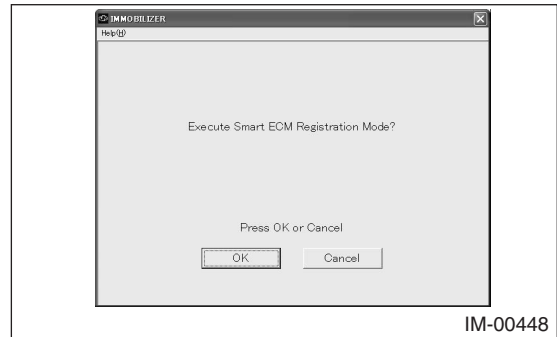 IMMOBILIZER
Help(H)
Execute Smart ECM Registration Mode?
Press OK or Cancel
OK Cancel
IM-00448